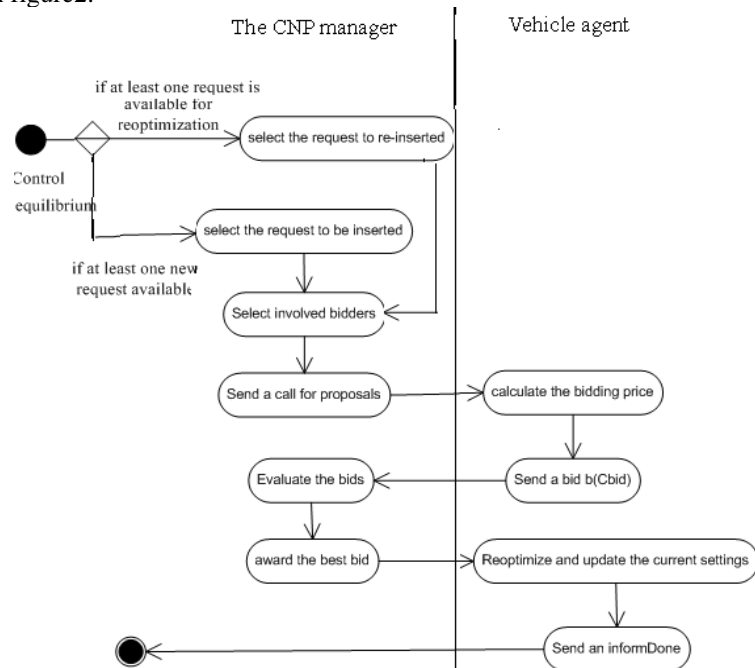 figure2.
The CNP manager
Vehicle agent
if at least one request is
available for
reoptimization
select the request to re-inserted
Control
equilibrium
select the request to be inserted
if at least one new
request available
Select involved bidders
Send a call for proposals
calculate the bidding price
Evaluate the bids
Send a bid b(Cbid)
award the best bid
Reoptimize and update the current settings
Send an informDone